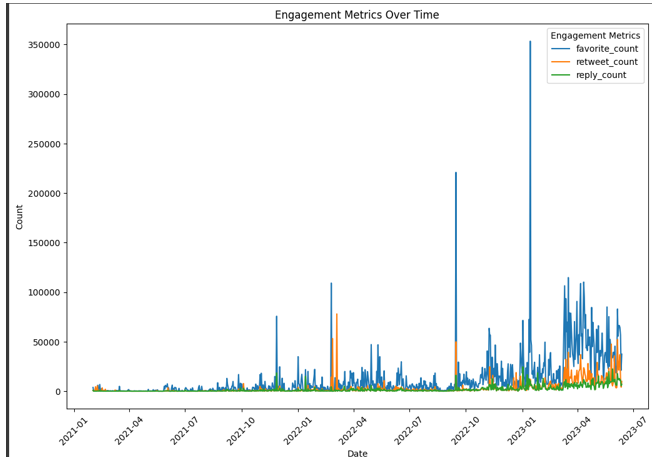 Engagement Metrics Over Time
Engagement Metrics
favorite_count
retweet_count
reply_count
Count
350000
300000
250000
200000
150000
100000
50000
0
2021-01
2021-04
2021-07
2021-10
2022-01
2022-04
2022-07
2022-10
2023-01
2023-04
2023-07
Date